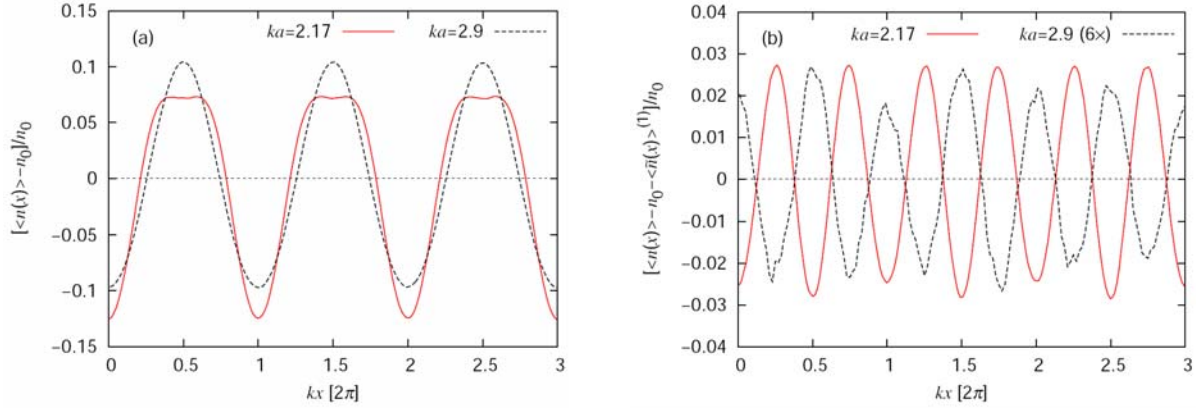 (a)
ka=2.17
ka=2.9
[<n(x)>−n₀]/n₀
0.15
0.1
0.05
0
−0.05
−0.1
−0.15
0 0.5 1 1.5 2 2.5 3
kx [2π]
(b)
ka=2.17
ka=2.9 (6×)
[<n(x)>−n₀−<ñ(x)>⁽¹⁾]/n₀
0.04
0.03
0.02
0.01
0
−0.01
−0.02
−0.03
−0.04
0 0.5 1 1.5 2 2.5 3
kx [2π]